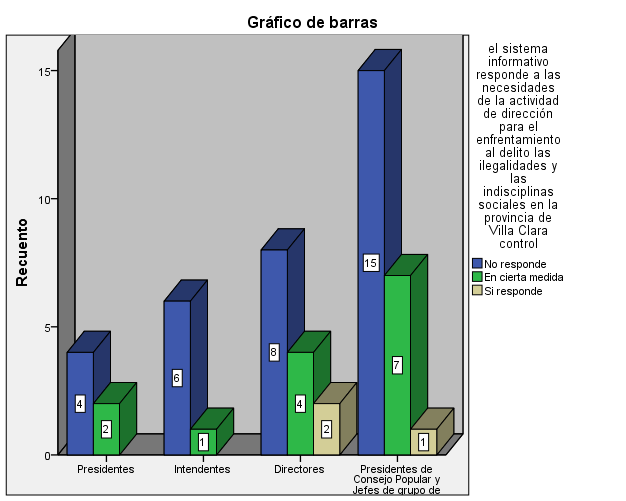 Gráfico de barras
Recuento
15
10
5
0
4
2
6
1
8
4
2
15
7
1
Presidentes
Intendentes
Directores
Presidentes de
Consejo Popular y
Jefes de grupo de
el sistema
informativo
responde a las
necesidades
de la actividad
de dirección
para el
enfrentamiento
al delito las
ilegalidades y
las
indisciplinas
sociales en la
provincia de
Villa Clara
control
No responde
En cierta medida
Si responde